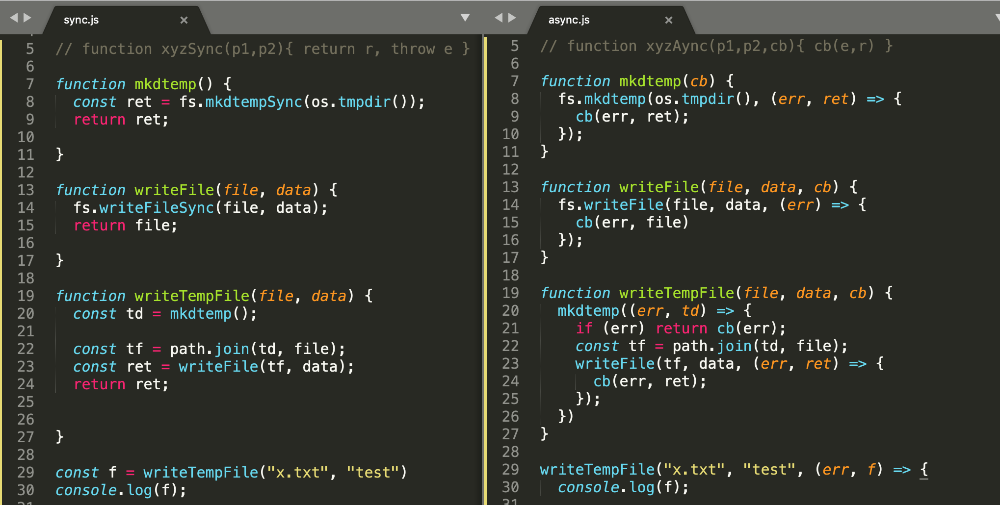 sync.js
5 // function xyzSync(p1,p2){ return r, throw e }
6
7 function mkdtemp() {
8 const ret = fs.mkdtempSync(os.tmpdir());
9 return ret;
10
11 }
12
13 function writeFile(file, data) {
14 fs.writeFileSync(file, data);
15 return file;
16
17 }
18
19 function writeTempFile(file, data) {
20 const td = mkdtemp();
21
22 const tf = path.join(td, file);
23 const ret = writeFile(tf, data);
24 return ret;
25
26
27 }
28
29 const f = writeTempFile("x.txt", "test")
30 console.log(f);
async.js
5 // function xyzAync(p1,p2,cb){ cb(e,r) }
6
7 function mkdtemp(cb) {
8 fs.mkdtemp(os.tmpdir(), (err, ret) => {
9 cb(err, ret);
10 });
11 }
12
13 function writeFile(file, data, cb) {
14 fs.writeFile(file, data, (err) => {
15 cb(err, file)
16 });
17 }
18
19 function writeTempFile(file, data, cb) {
20 mkdtemp((err, td) => {
21 if (err) return cb(err);
22 const tf = path.join(td, file);
23 writeFile(tf, data, (err, ret) => {
24 cb(err, ret);
25 });
26 })
27 }
28
29 writeTempFile("x.txt", "test", (err, f) => {
30 console.log(f);